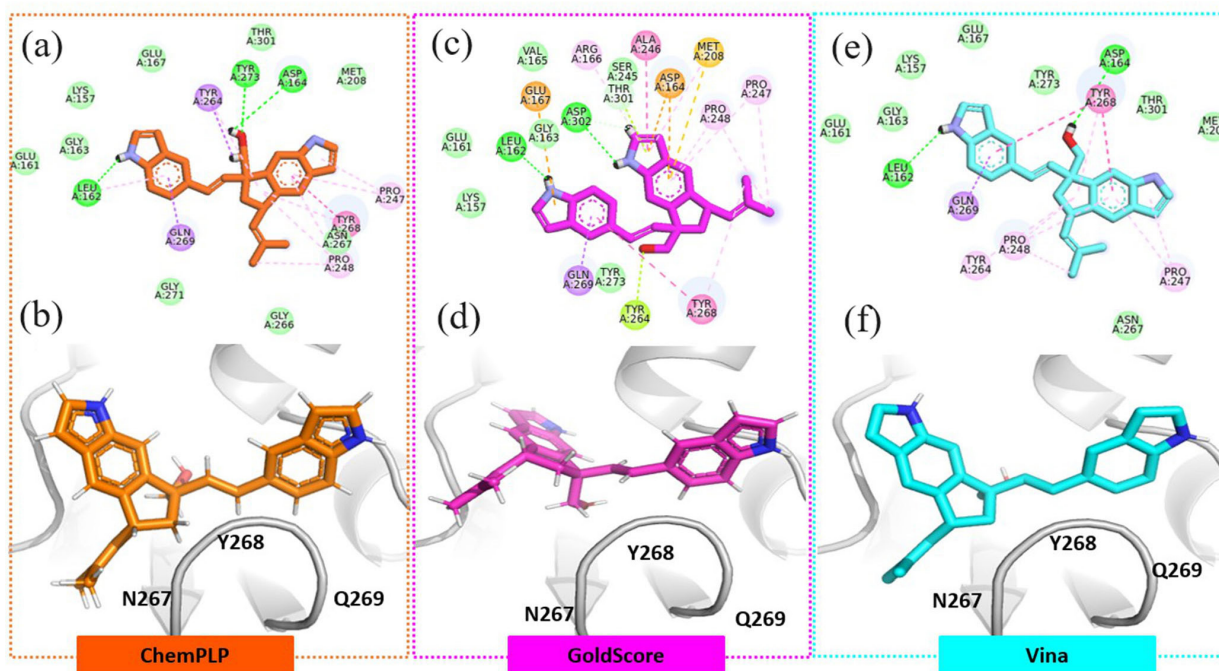 (a)
THR
A:301
GLU
A:167
TYR
A:273
ASP
A:164
MET
A:208
TYR
A:264
LYS
A:157
GLY
A:163
GLU
A:161
LEU
A:162
PRO
A:247
GLN
A:269
TYR
A:268
ASN
A:267
PRO
A:248
GLY
A:271
GLY
A:266
(b)
Y268
N267
Q269
ChemPLP
(c)
VAL
A:165
ARG
A:166
ALA
A:246
MET
A:208
SER
A:245
THR
A:301
GLU
A:167
ASP
A:164
PRO
A:247
ASP
A:302
PRO
A:248
GLY
A:163
GLU
A:161
LEU
A:162
LYS
A:157
GLN
A:269
TYR
A:273
TYR
A:264
TYR
A:268
(d)
Y268
N267
Q269
GoldScore
(e)
GLU
A:167
ASP
A:164
LYS
A:157
TYR
A:273
TYR
A:268
THR
A:301
GLY
A:163
GLU
A:161
MET
LEU
A:162
GLN
A:269
PRO
A:248
TYR
A:264
PRO
A:247
ASN
A:267
(f)
Y268
Q269
N267
Vina